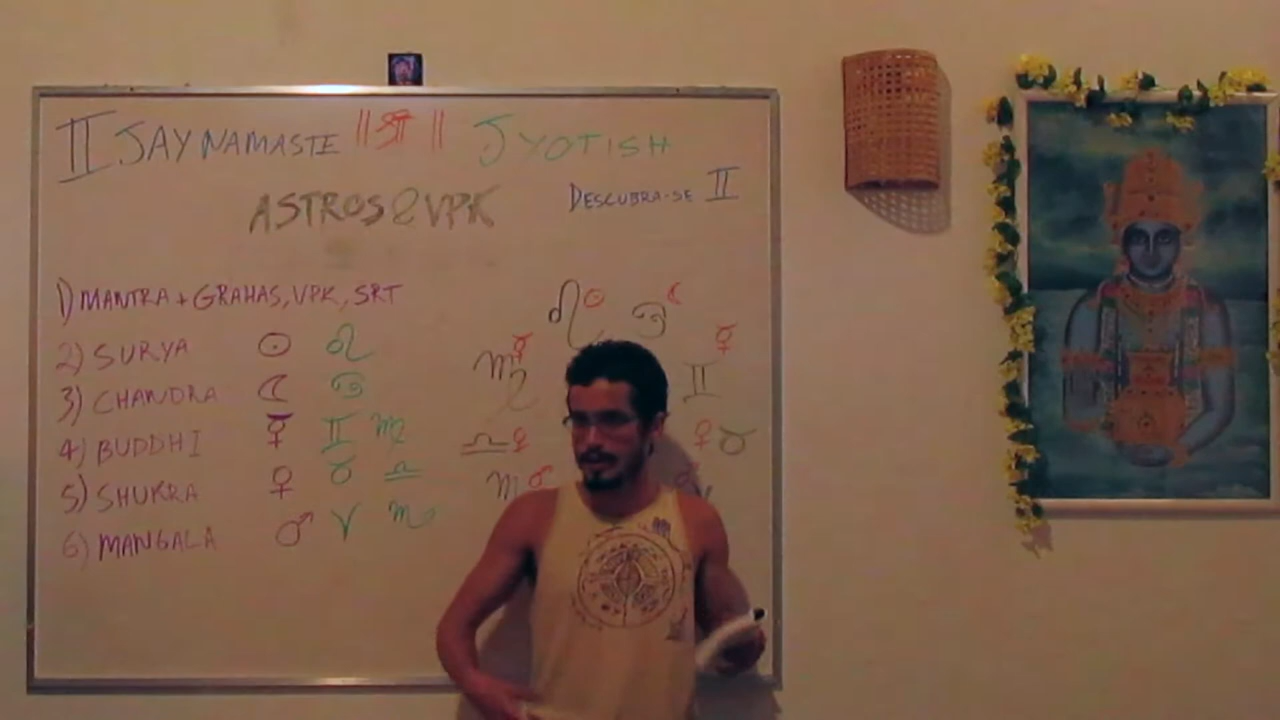 II JAY NAMASTE || श्री || JYOTISH
ASTROS & VPK
DESCUBRA-SE II
1) MANTRA + GRAHAS, VPK, SRT
2) SURYA ☉ ♌
3) CHANDRA ☾ ♋
4) BUDDHI ☿ ♊ ♍
5) SHUKRA ♀ ♉ ♎
6) MANGALA ♂ ♈ ♏
♌ ☉ ♋ ☾
♍ ☿ ♊ ☿
♎ ♀ ♀ ♉
♏ ♂ ♂ ♈